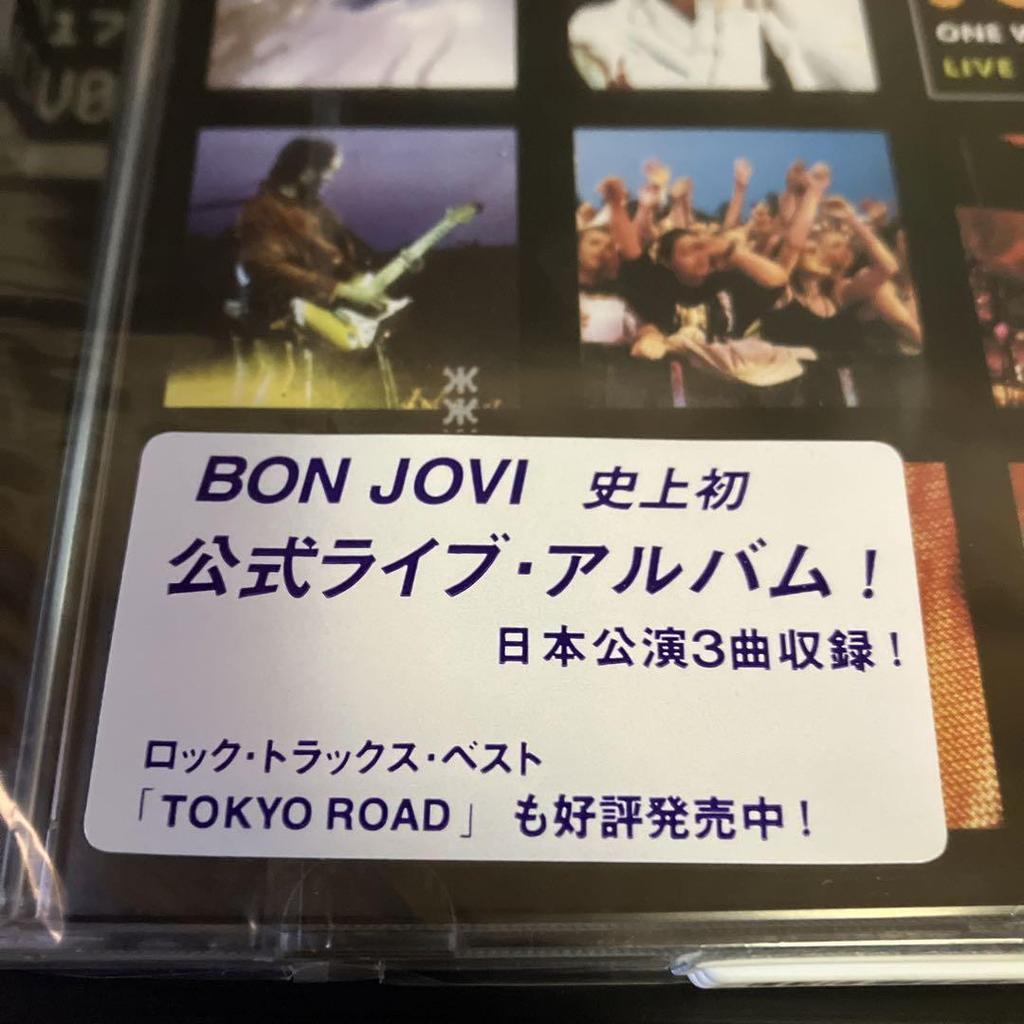 17
V0
ONE W
LIVE
BON JOVI 史上初
公式ライブ・アルバム！
日本公演3曲収録！
ロック・トラックス・ベスト
「TOKYO ROAD」 も好評発売中！